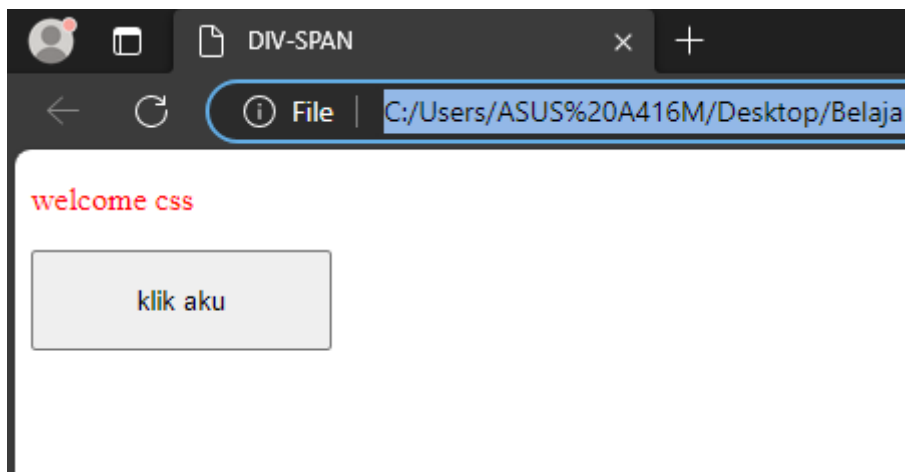 DIV-SPAN
File C:/Users/ASUS%20A416M/Desktop/Belaja
welcome css
klik aku